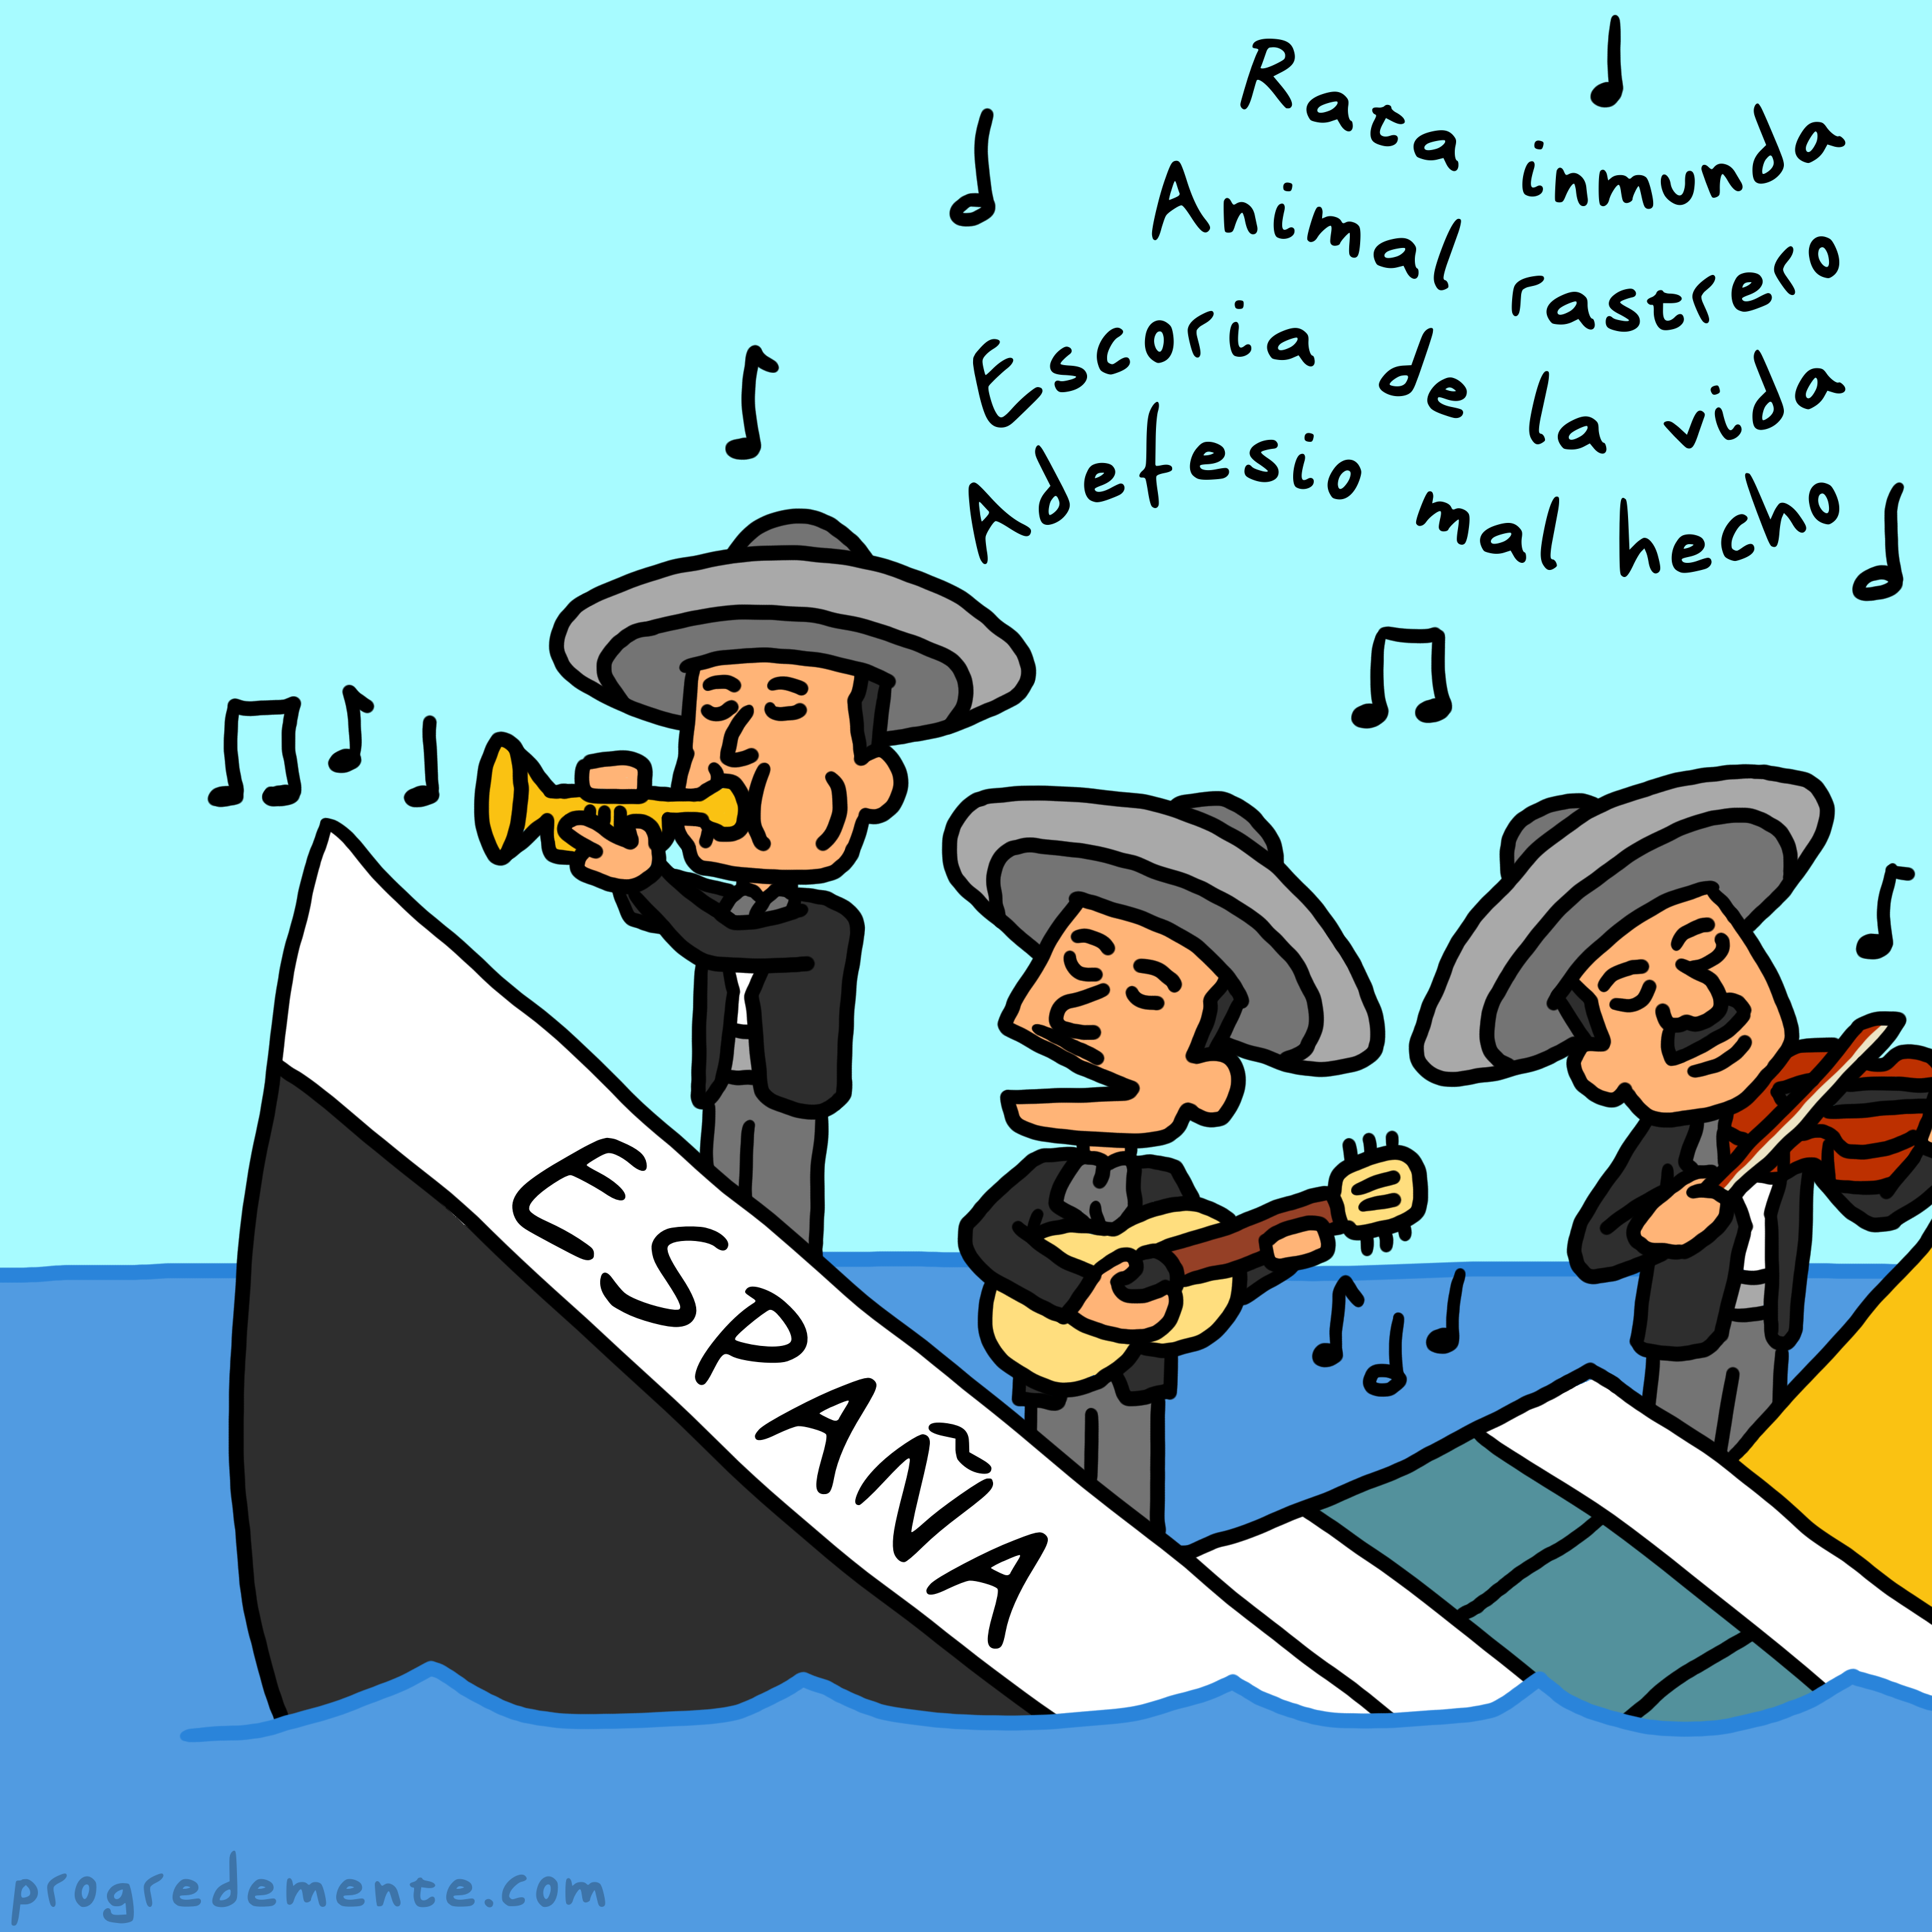 Rata inmunda
Animal rastrero
Escoria de la vida
Adefesio mal hecho
ESPAÑA
progredemente.com